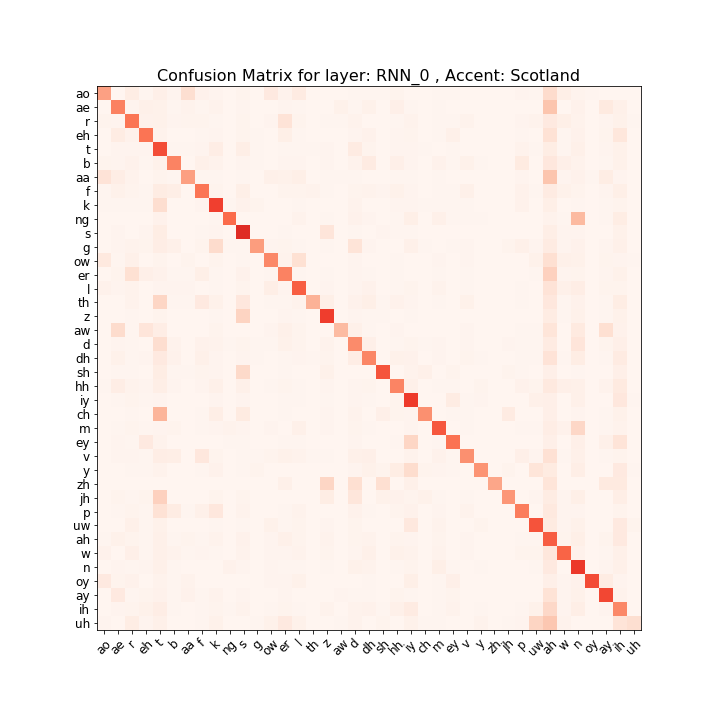 Confusion Matrix for layer: RNN_0 , Accent: Scotland
ao
ae
r
eh
t
b
aa
f
k
ng
s
g
ow
er
l
th
z
aw
d
dh
sh
hh
iy
ch
m
ey
v
y
zh
jh
p
uw
ah
w
n
oy
ay
ih
uh
ao ae r eh t b aa f k ng s g ow er l th z aw d dh sh hh iy ch m ey v y zh jh p uw ah w n oy ay ih uh